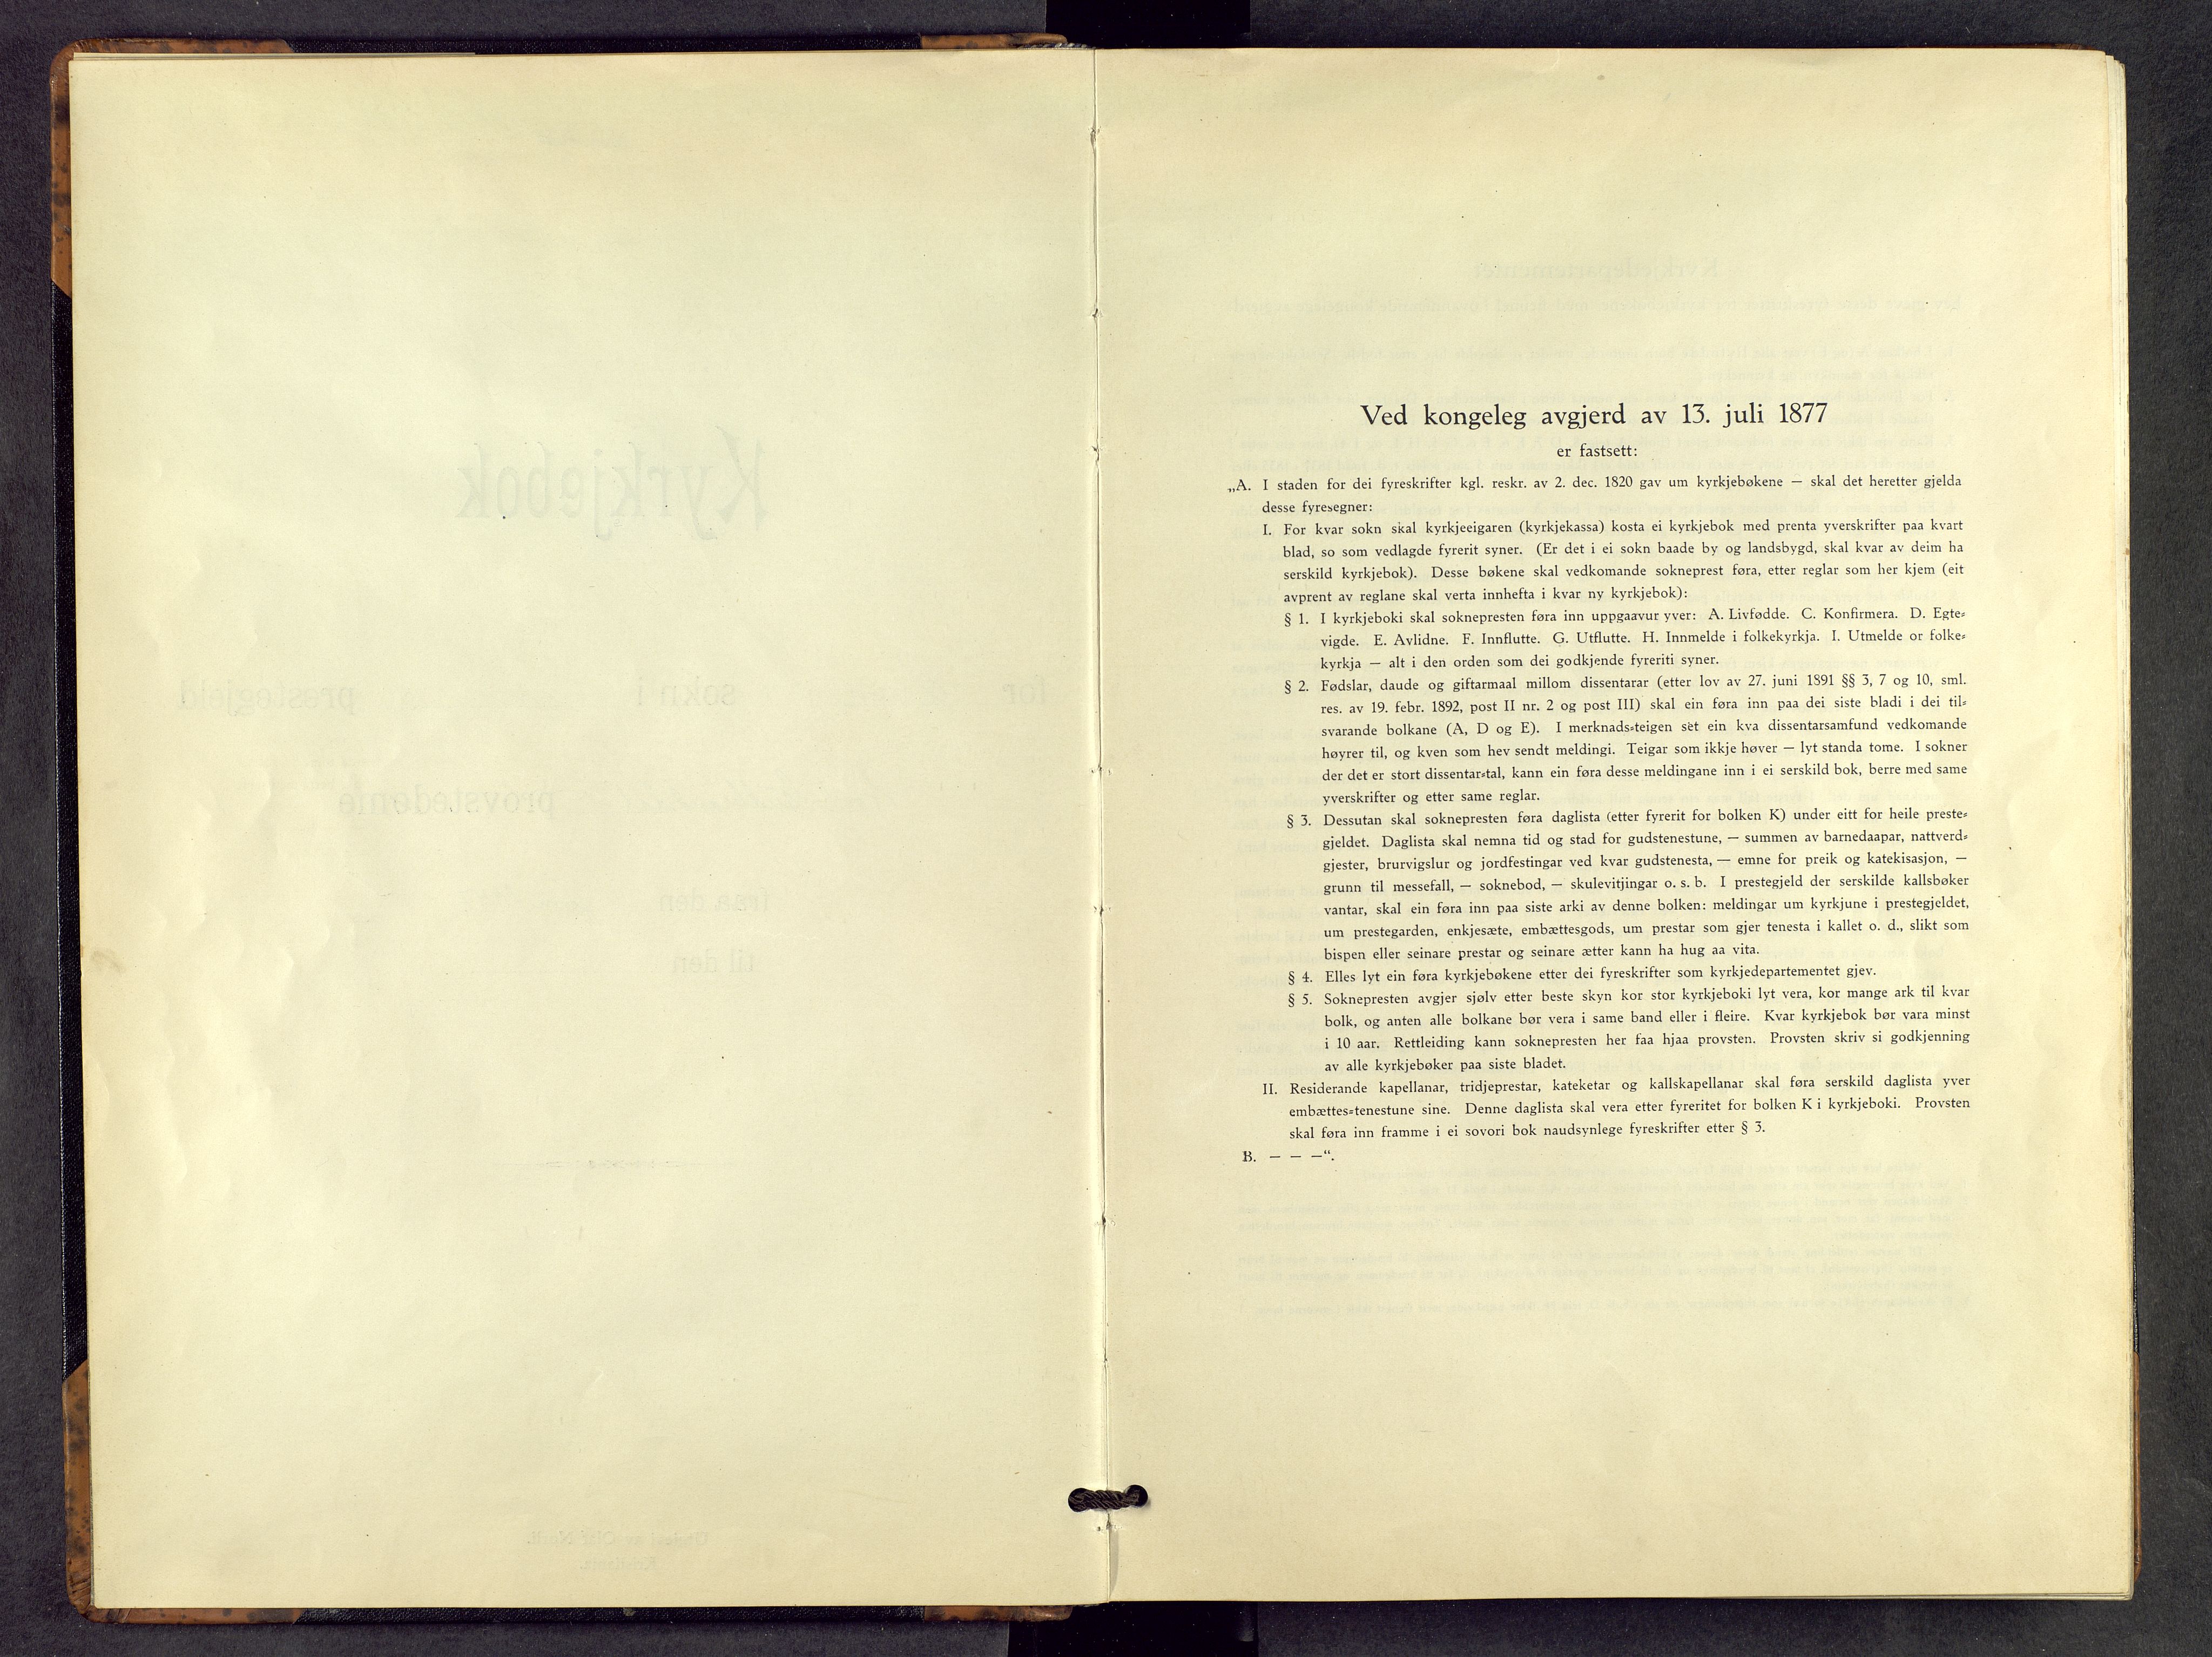 Ved kongeleg avgjerd av 13. juli 1877
er fastsett:
„A. I staden for dei fyreskrifter kgl. reskr. av 2. dec. 1820 gav um kyrkjebøkene — skal det heretter gjelda
desse fyresegner:
I. For kvar sokn skal kyrkjeeigaren (kyrkjekassa) kosta ei kyrkjebok med prenta yverskrifter paa kvart
blad, so som vedlagde fyrerit syner. (Er det i ei sokn baade by og landsbygd, skal kvar av deim ha
serskild kyrkjebok). Desse bøkene skal vedkomande sokneprest føra, etter reglar som her kjem (eit
avprent av reglane skal verta innhefta i kvar ny kyrkjebok):
§ 1. I kyrkjeboki skal soknepresten føra inn uppgaavur yver: A. Livfødde. C. Konfirmera. D. Egte-
vigde. E. Avlidne. F. Innflutte. G. Utflutte. H. Innmelde i folkekyrkja. I. Utmelde or folke-
kyrkja — alt i den orden som dei godkjende fyreriti syner.
§ 2. Fødslar, daude og giftarmaal millom dissentarar (etter lov av 27. juni 1891 §§ 3, 7 og 10, sml.
res. av 19. febr. 1892, post II nr. 2 og post III) skal ein føra inn paa dei siste bladi i dei til-
svarande bolkane (A, D og E). I merknads-teigen set ein kva dissentarsamfund vedkomande
høyrer til, og kven som hev sendt meldingi. Teigar som ikkje høver — lyt standa tome. I sokner
der det er stort dissentar-tal, kann ein føra desse meldingane inn i ei serskild bok, berre med same
yverskrifter og etter same reglar.
§ 3. Dessutan skal soknepresten føra daglista (etter fyrerit for bolken K) under eitt for heile preste-
gjeldet. Daglista skal nemna tid og stad for gudstenestune, — summen av barnedaapar, nattverd-
gjester, brurvigslur og jordfestingar ved kvar gudstenesta, — emne for preik og katekisasjon, —
grunn til messefall, — soknebod, — skulevitjingar o. s. b. I prestegjeld der serskilde kallsbøker
vantar, skal ein føra inn paa siste arki av denne bolken: meldingar um kyrkjune i prestegjeldet,
um prestegarden, enkjesæte, embættesgods, um prestar som gjer tenesta i kallet o. d., slikt som
bispen eller seinare prestar og seinare ætter kann ha hug aa vita.
§ 4. Elles lyt ein føra kyrkjebøkene etter dei fyreskrifter som kyrkjedepartementet gjev.
§ 5. Soknepresten avgjer sjølv etter beste skyn kor stor kyrkjeboki lyt vera, kor mange ark til kvar
bolk, og anten alle bolkane bør vera i same band eller i fleire. Kvar kyrkjebok bør vara minst
i 10 aar. Rettleiding kann soknepresten her faa hjaa provsten. Provsten skriv si godkjenning
av alle kyrkjebøker paa siste bladet.
II. Residerande kapellanar, tridjeprestar, kateketar og kallskapellanar skal føra serskild daglista yver
embættes-tenestune sine. Denne daglista skal vera etter fyreritet for bolken K i kyrkjeboki. Provsten
skal føra inn framme i ei sovori bok naudsynlege fyreskrifter etter § 3.
B. — — —“.